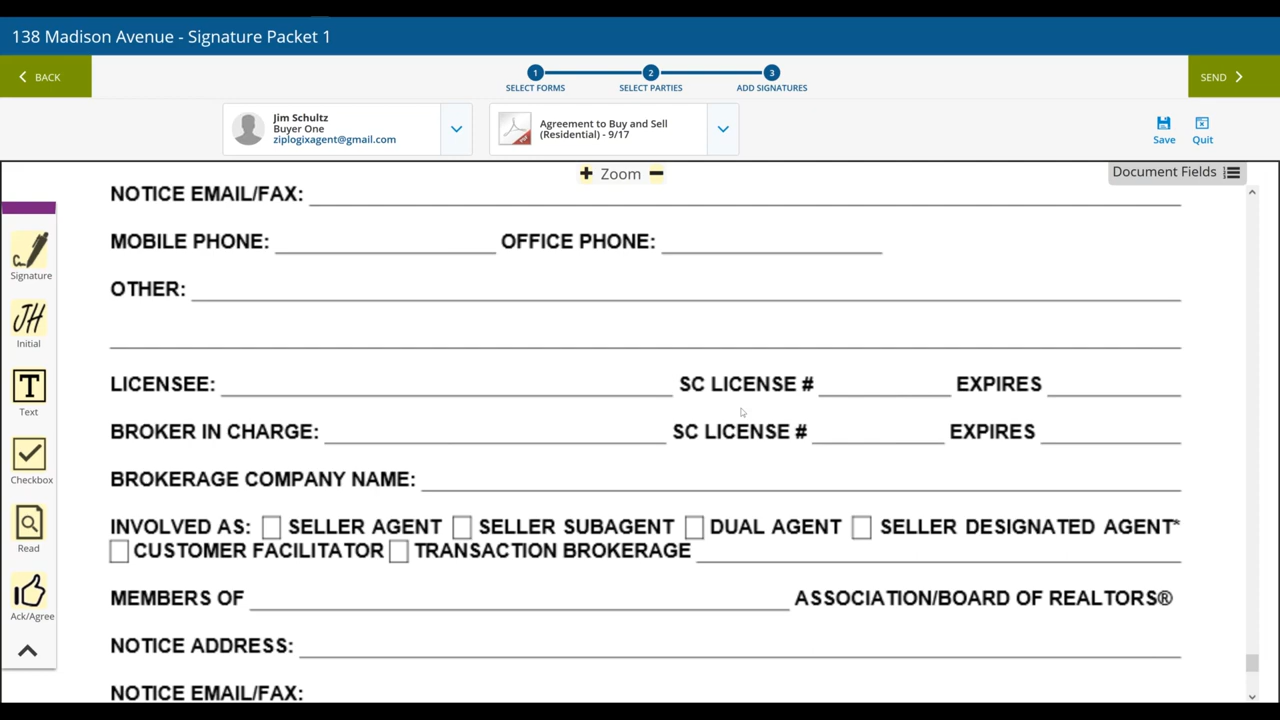 138 Madison Avenue - Signature Packet 1
BACK
1
2
3
SELECT FORMS
SELECT PARTIES
ADD SIGNATURES
SEND
Jim Schultz
Buyer One
ziplogixagent@gmail.com
Agreement to Buy and Sell
(Residential) - 9/17
Save
Quit
+ Zoom −
Document Fields
Signature
JH
Initial
T
Text
Checkbox
Read
Ack/Agree
NOTICE EMAIL/FAX:
MOBILE PHONE: OFFICE PHONE:
OTHER:
LICENSEE: SC LICENSE # EXPIRES
BROKER IN CHARGE: SC LICENSE # EXPIRES
BROKERAGE COMPANY NAME:
INVOLVED AS: SELLER AGENT SELLER SUBAGENT DUAL AGENT SELLER DESIGNATED AGENT*
CUSTOMER FACILITATOR TRANSACTION BROKERAGE
MEMBERS OF ASSOCIATION/BOARD OF REALTORS®
NOTICE ADDRESS:
NOTICE EMAIL/FAX: